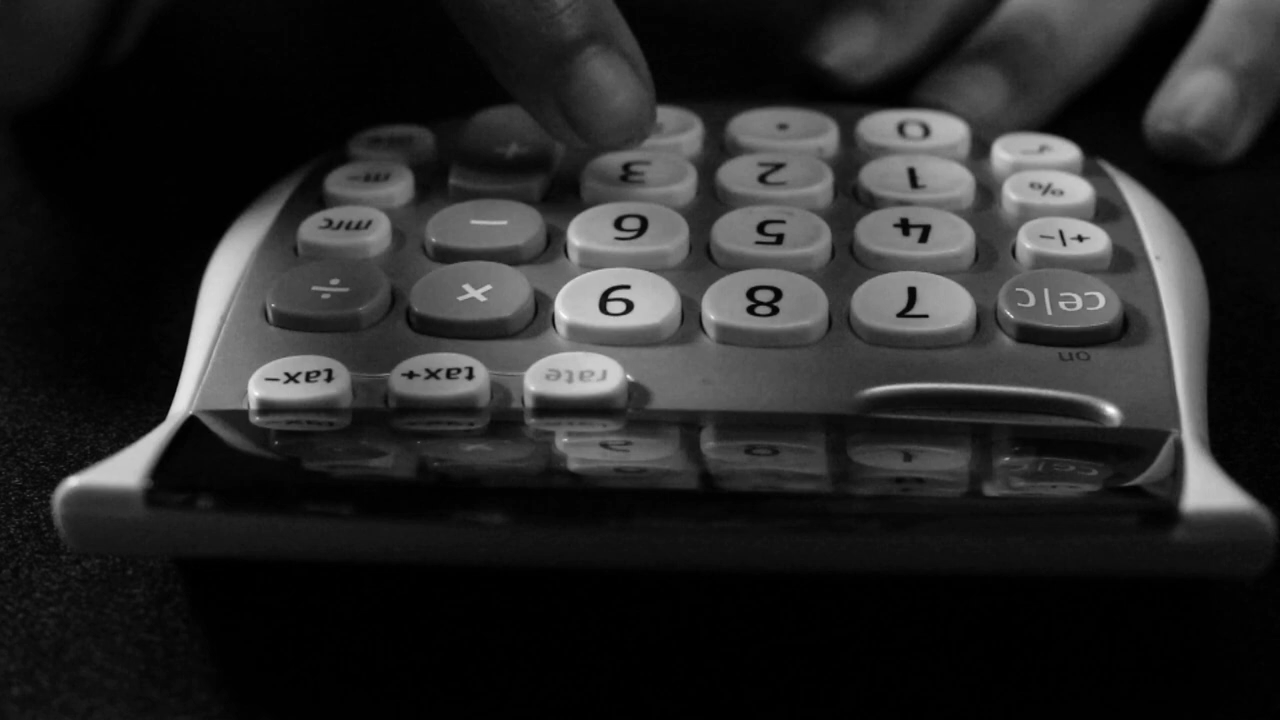 rate tax+ tax-
on
ce|c 7 8 9 × ÷
+|- 4 5 6 − mrc
% 1 2 3 + m-
√ 0 .